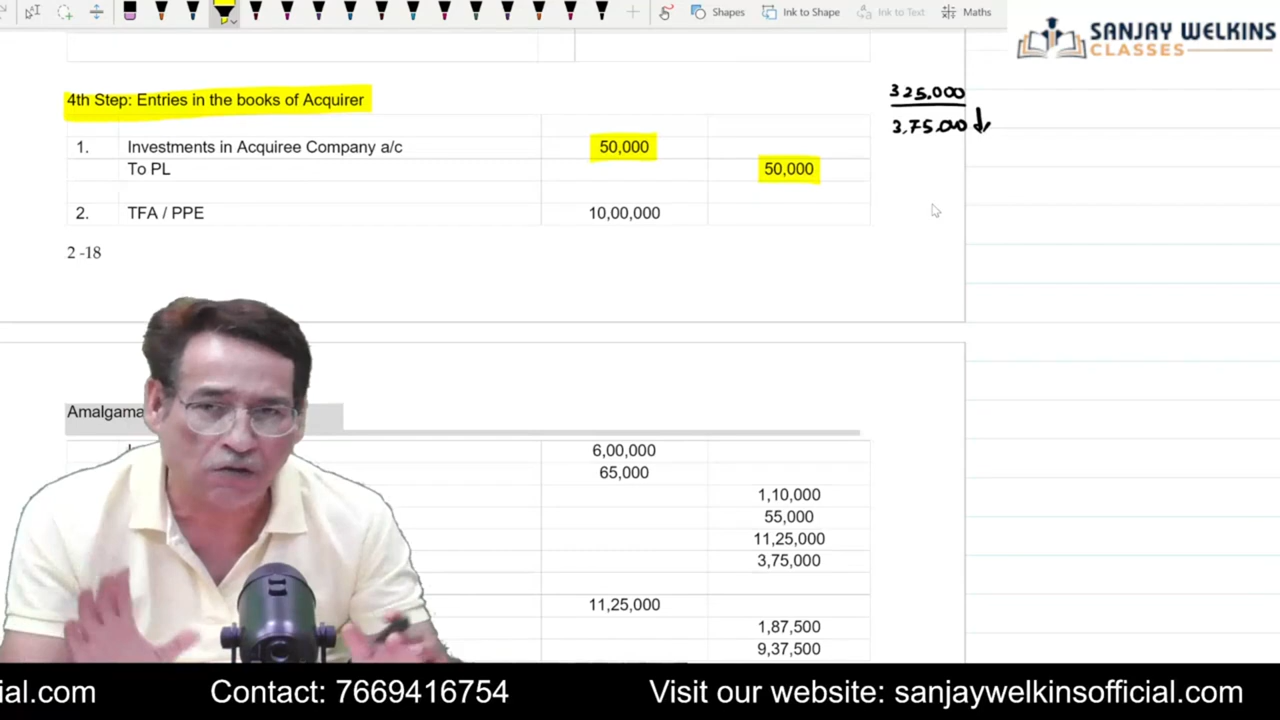 Shapes
Ink to Shape
Ink to Text
Maths
SANJAY WELKINS
CLASSES
4th Step: Entries in the books of Acquirer
325.000
3,75.000
1. Investments in Acquiree Company a/c 50,000
To PL 50,000
2. TFA / PPE 10,00,000
2 -18
Amalgama
6,00,000
65,000
1,10,000
55,000
11,25,000
3,75,000
11,25,000
1,87,500
9,37,500
ial.com Contact: 7669416754 Visit our website: sanjaywelkinsofficial.com